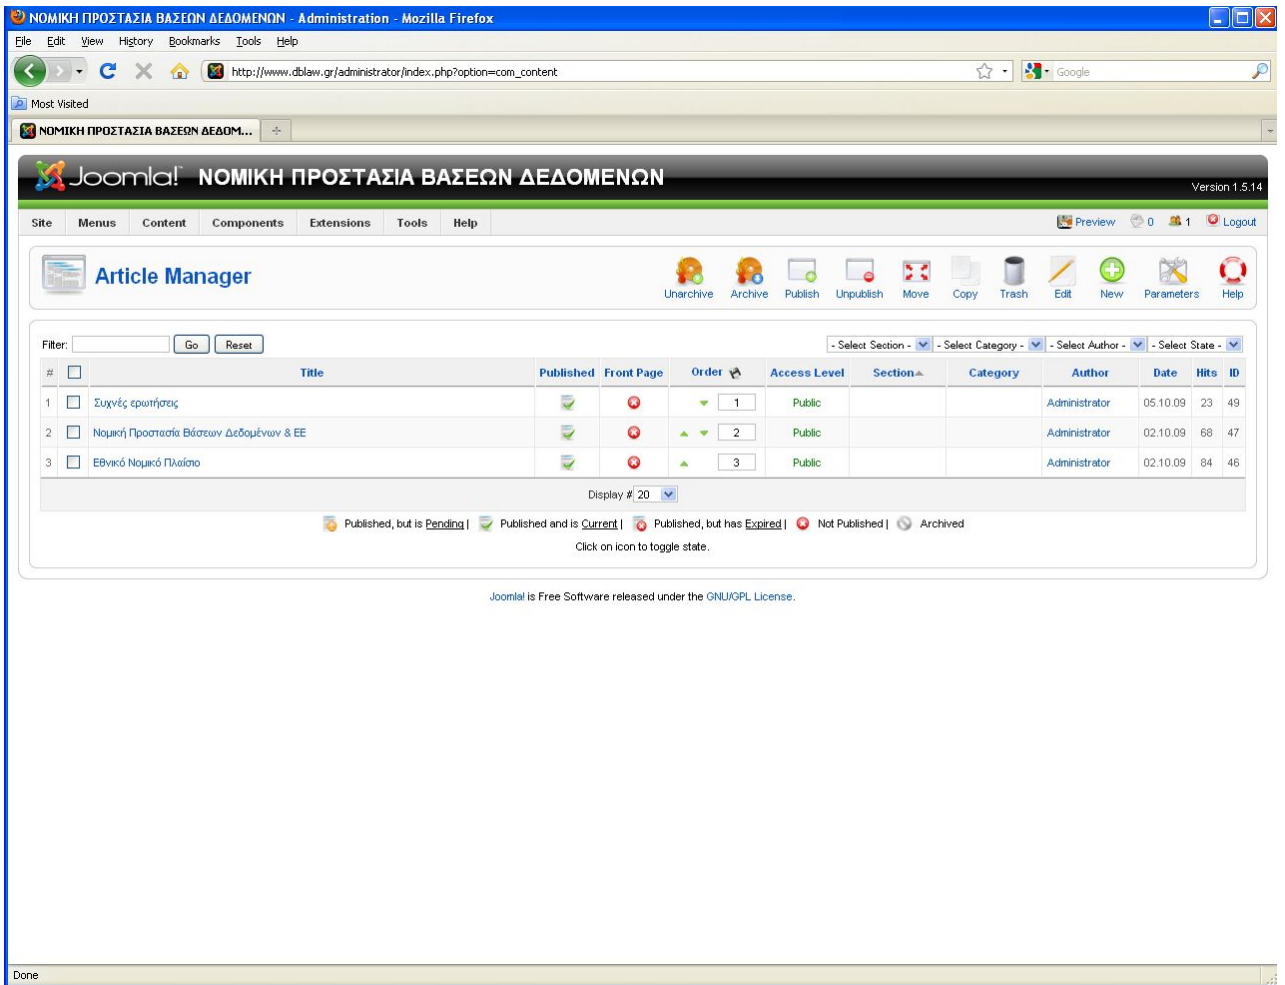 ΝΟΜΙΚΗ ΠΡΟΣΤΑΣΙΑ ΒΑΣΕΩΝ ΔΕΔΟΜΕΝΩΝ - Administration - Mozilla Firefox
File Edit View History Bookmarks Tools Help
http://www.dblaw.gr/administrator/index.php?option=com_content
Google
Most Visited
ΝΟΜΙΚΗ ΠΡΟΣΤΑΣΙΑ ΒΑΣΕΩΝ ΔΕΔΟΜ...
Joomla! ΝΟΜΙΚΗ ΠΡΟΣΤΑΣΙΑ ΒΑΣΕΩΝ ΔΕΔΟΜΕΝΩΝ
Version 1.5.14
Site Menus Content Components Extensions Tools Help Preview 0 1 Logout
Article Manager
Unarchive Archive Publish Unpublish Move Copy Trash Edit New Parameters Help
Filter: Go Reset - Select Section - - Select Category - - Select Author - - Select State -
# Title Published Front Page Order Access Level Section Category Author Date Hits ID
1 Συχνές ερωτήσεις 1 Public Administrator 05.10.09 23 49
2 Νομική Προστασία Βάσεων Δεδομένων & ΕΕ 2 Public Administrator 02.10.09 68 47
3 Εθνικό Νομικό Πλαίσιο 3 Public Administrator 02.10.09 84 46
Display # 20
Published, but is Pending | Published and is Current | Published, but has Expired | Not Published | Archived
Click on icon to toggle state.
Joomla! is Free Software released under the GNU/GPL License.
Done